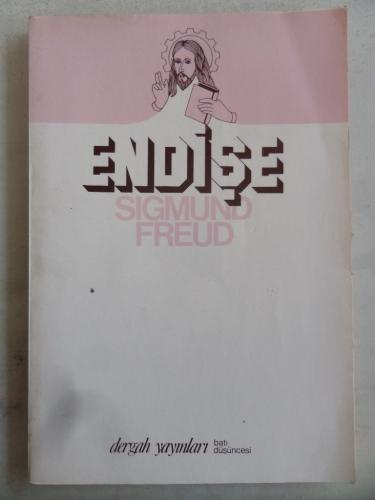 ENDİŞE
SIGMUND
FREUD
dergah yayınları batı
düşüncesi